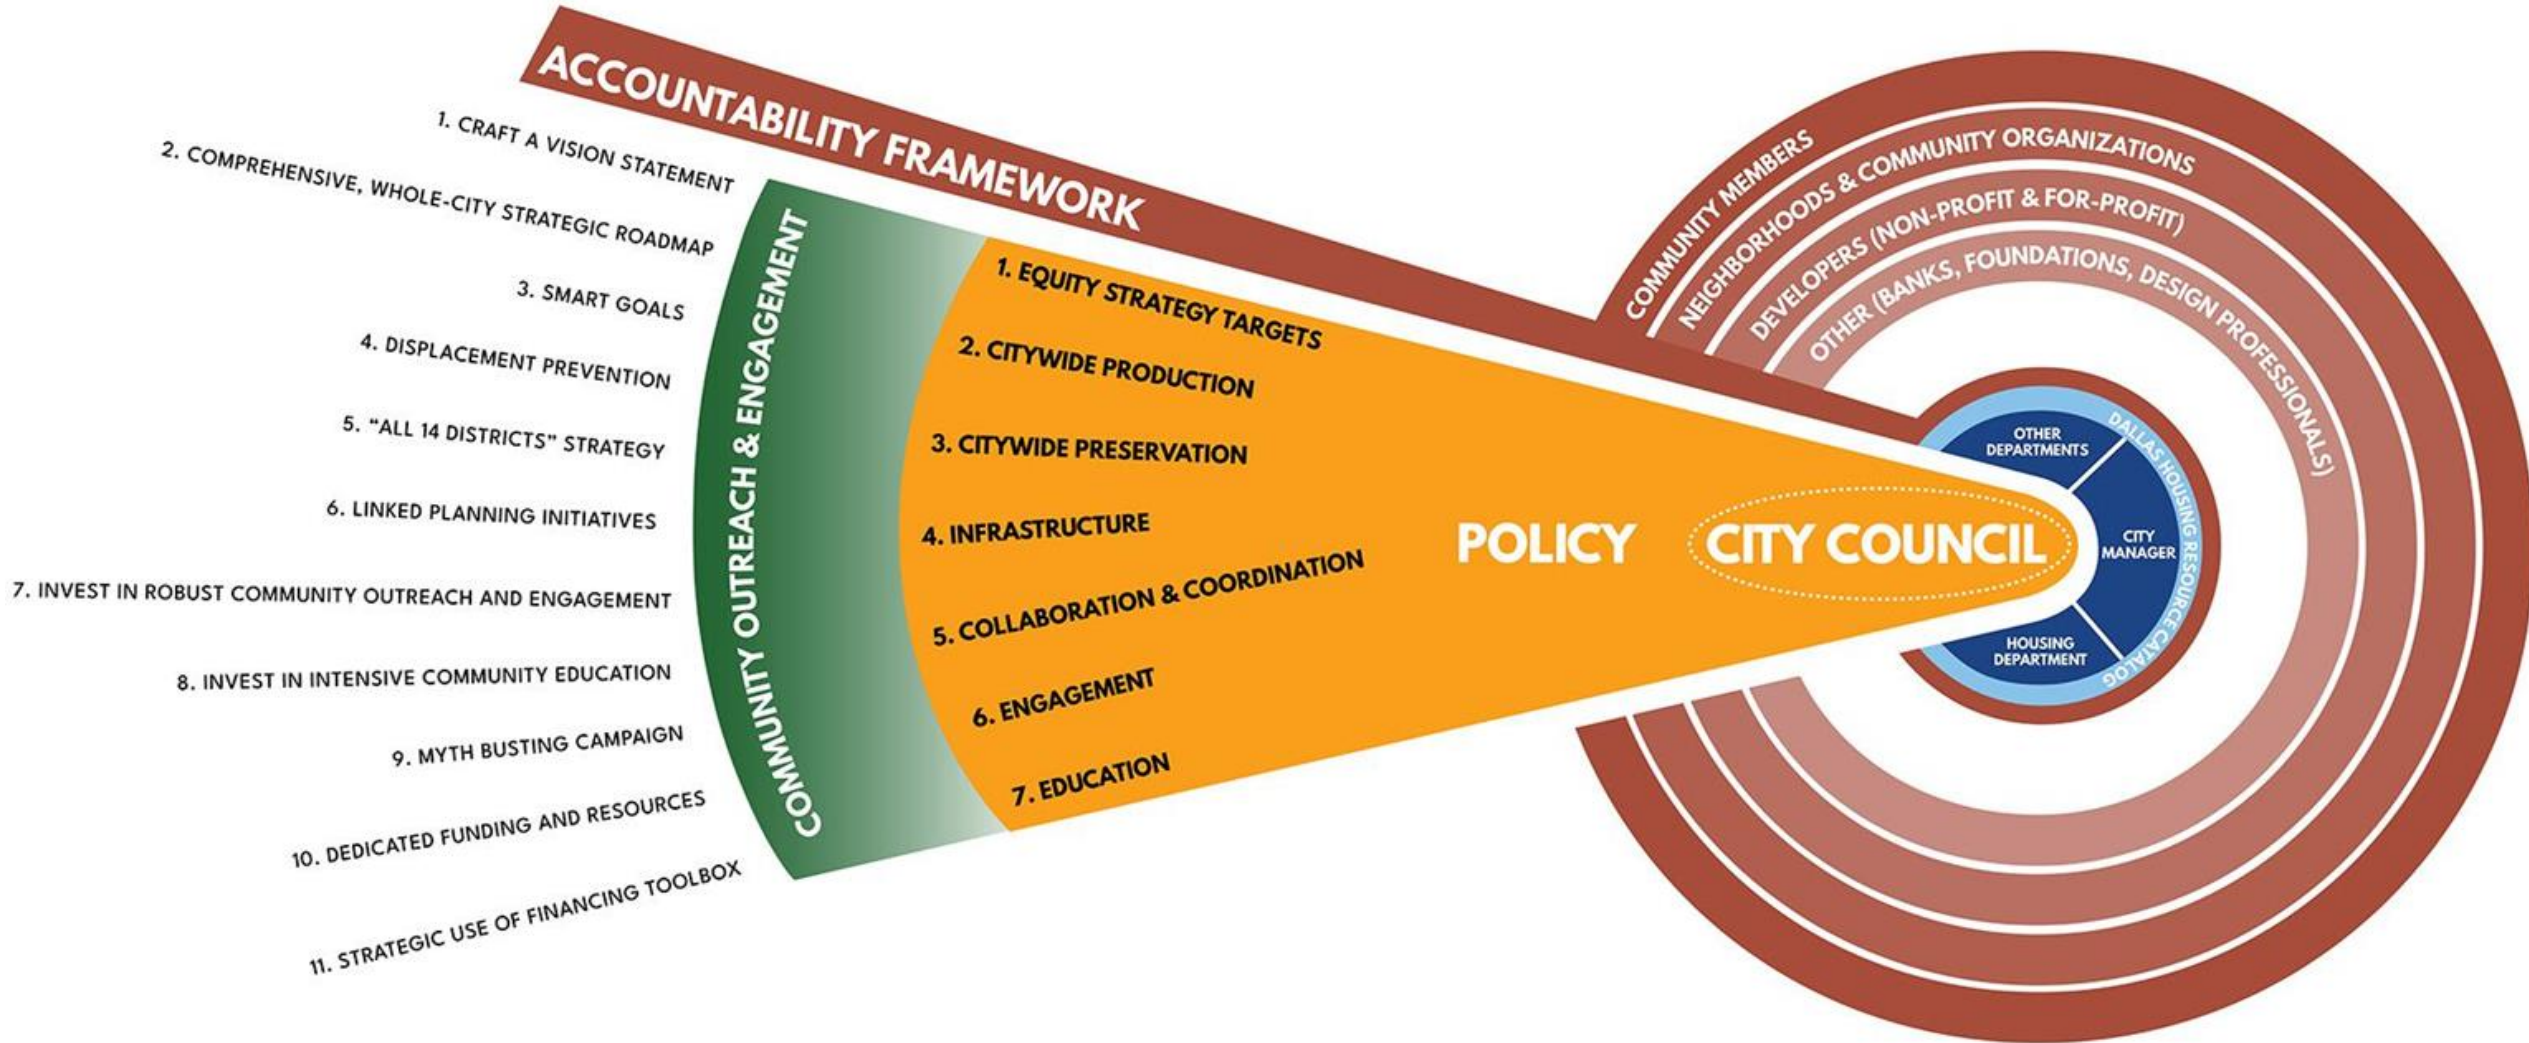 ACCOUNTABILITY FRAMEWORK
1. CRAFT A VISION STATEMENT
2. COMPREHENSIVE, WHOLE-CITY STRATEGIC ROADMAP
3. SMART GOALS
4. DISPLACEMENT PREVENTION
5. “ALL 14 DISTRICTS” STRATEGY
6. LINKED PLANNING INITIATIVES
7. INVEST IN ROBUST COMMUNITY OUTREACH AND ENGAGEMENT
8. INVEST IN INTENSIVE COMMUNITY EDUCATION
9. MYTH BUSTING CAMPAIGN
10. DEDICATED FUNDING AND RESOURCES
11. STRATEGIC USE OF FINANCING TOOLBOX
COMMUNITY OUTREACH & ENGAGEMENT
1. EQUITY STRATEGY TARGETS
2. CITYWIDE PRODUCTION
3. CITYWIDE PRESERVATION
4. INFRASTRUCTURE
5. COLLABORATION & COORDINATION
6. ENGAGEMENT
7. EDUCATION
POLICY
CITY COUNCIL
COMMUNITY MEMBERS
NEIGHBORHOODS & COMMUNITY ORGANIZATIONS
DEVELOPERS (NON-PROFIT & FOR-PROFIT)
OTHER (BANKS, FOUNDATIONS, DESIGN PROFESSIONALS)
DALLAS HOUSING RESOURCE CATALOG
OTHER
DEPARTMENTS
CITY
MANAGER
HOUSING
DEPARTMENT